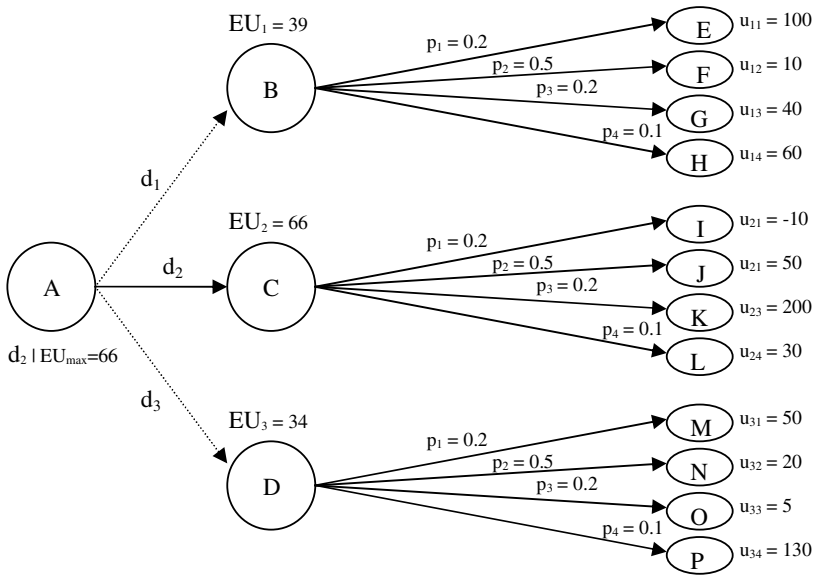 EU₁ = 39
p₁ = 0.2
p₂ = 0.5
p₃ = 0.2
p₄ = 0.1
B
E
u₁₁ = 100
F
u₁₂ = 10
G
u₁₃ = 40
H
u₁₄ = 60
d₁
EU₂ = 66
p₁ = 0.2
p₂ = 0.5
p₃ = 0.2
p₄ = 0.1
A
d₂
C
I
u₂₁ = -10
J
u₂₁ = 50
K
u₂₃ = 200
L
u₂₄ = 30
d₂ | EUmax=66
d₃
EU₃ = 34
p₁ = 0.2
p₂ = 0.5
p₃ = 0.2
p₄ = 0.1
D
M
u₃₁ = 50
N
u₃₂ = 20
O
u₃₃ = 5
P
u₃₄ = 130